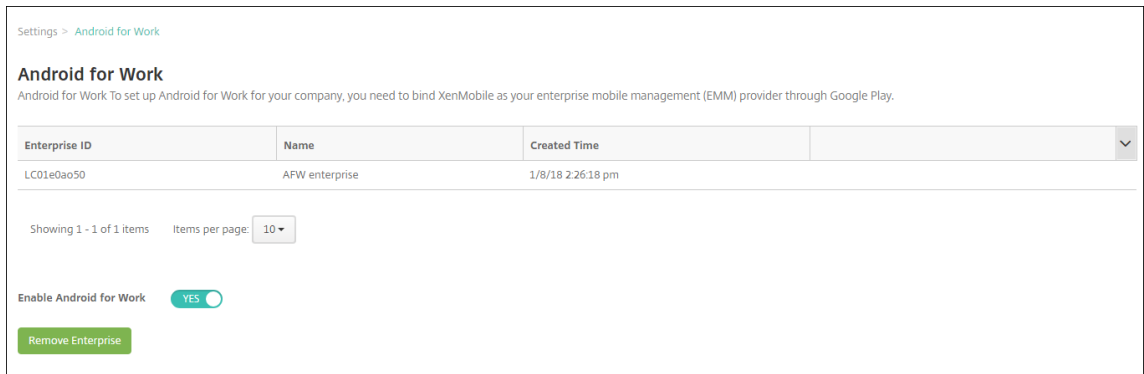 Settings > Android for Work
Android for Work
Android for Work To set up Android for Work for your company, you need to bind XenMobile as your enterprise mobile management (EMM) provider through Google Play.
Enterprise ID Name Created Time
LC01e0ao50 AFW enterprise 1/8/18 2:26:18 pm
Showing 1 - 1 of 1 items Items per page: 10
Enable Android for Work YES
Remove Enterprise